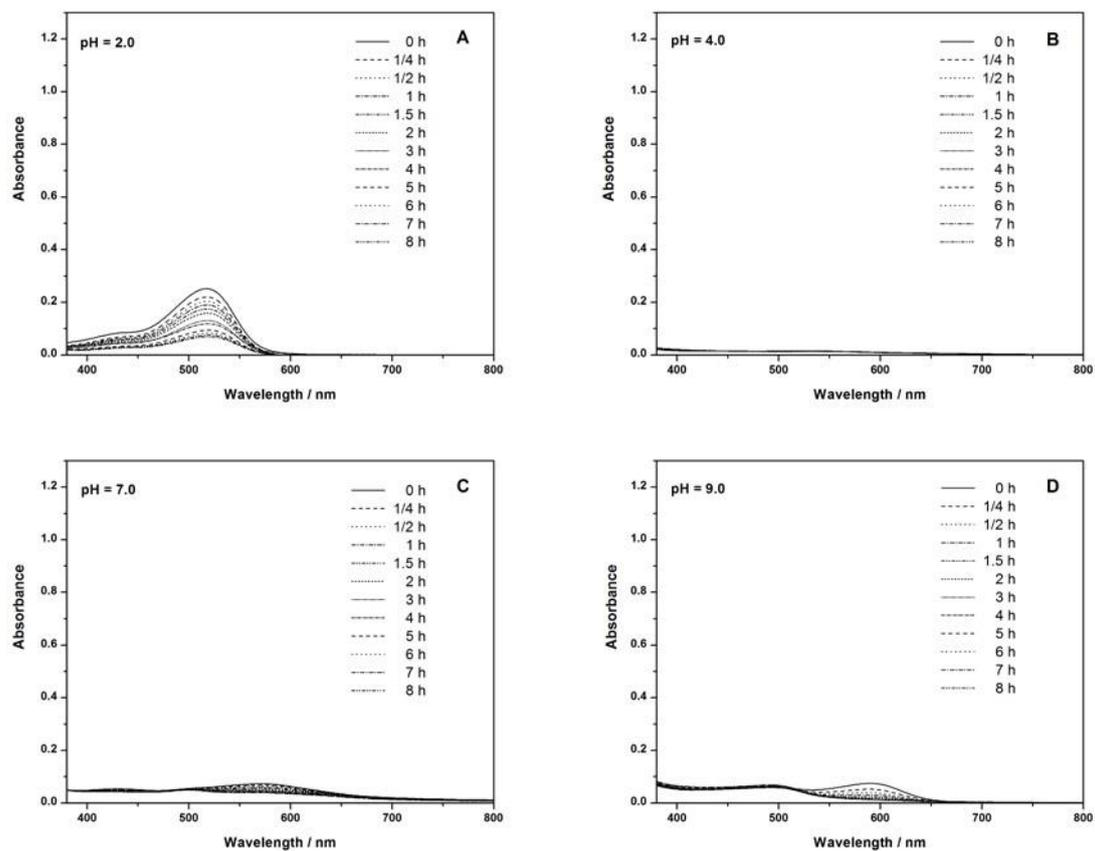 pH = 2.0
A
0 h
1/4 h
1/2 h
1 h
1.5 h
2 h
3 h
4 h
5 h
6 h
7 h
8 h
1.2
1.0
0.8
0.6
0.4
0.2
0.0
Absorbance
400 500 600 700 800
Wavelength / nm
pH = 4.0
B
0 h
1/4 h
1/2 h
1 h
1.5 h
2 h
3 h
4 h
5 h
6 h
7 h
8 h
1.2
1.0
0.8
0.6
0.4
0.2
0.0
Absorbance
400 500 600 700 800
Wavelength / nm
pH = 7.0
C
0 h
1/4 h
1/2 h
1 h
1.5 h
2 h
3 h
4 h
5 h
6 h
7 h
8 h
1.2
1.0
0.8
0.6
0.4
0.2
0.0
Absorbance
400 500 600 700 800
Wavelength / nm
pH = 9.0
D
0 h
1/4 h
1/2 h
1 h
1.5 h
2 h
3 h
4 h
5 h
6 h
7 h
8 h
1.2
1.0
0.8
0.6
0.4
0.2
0.0
Absorbance
400 500 600 700 800
Wavelength / nm